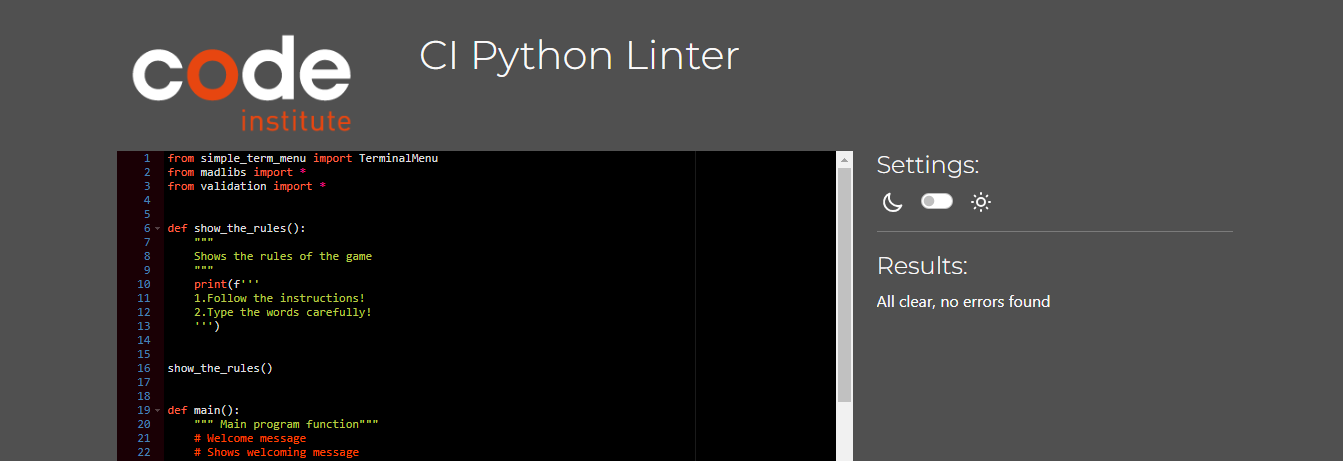 code
institute
CI Python Linter
1 from simple_term_menu import TerminalMenu
2 from madlibs import *
3 from validation import *
4
5
6 def show_the_rules():
7     """
8     Shows the rules of the game
9     """
10     print(f'''
11     1.Follow the instructions!
12     2.Type the words carefully!
13     ''')
14
15
16 show_the_rules()
17
18
19 def main():
20     """ Main program function"""
21     # Welcome message
22     # Shows welcoming message
Settings:
Results:
All clear, no errors found